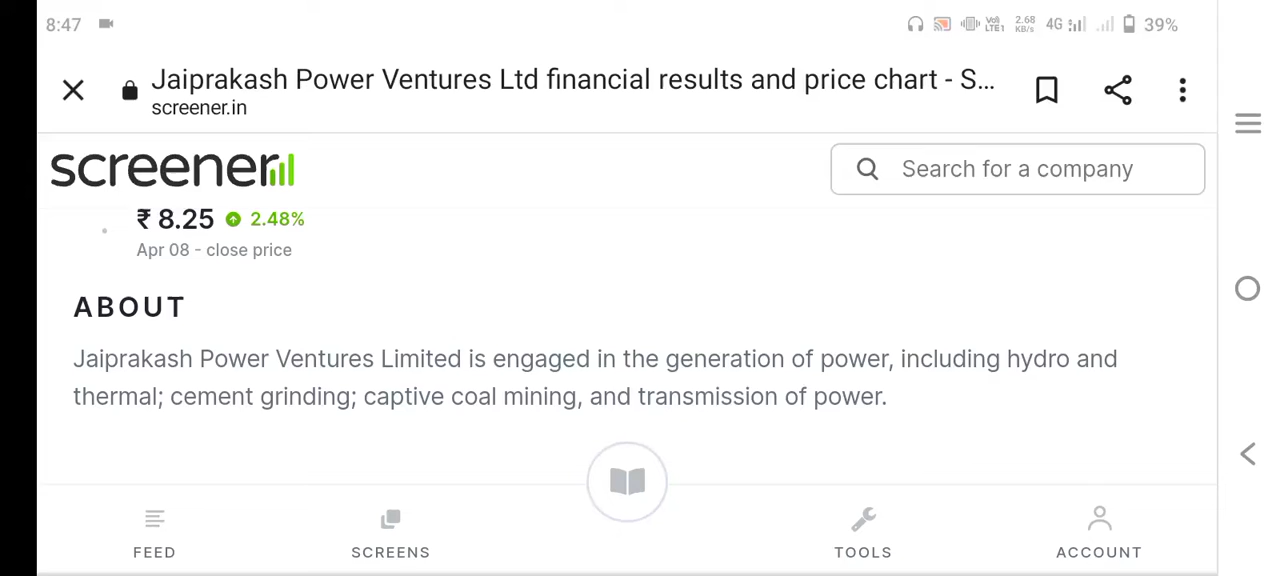 8:47
Vo) LTE1 2.68 KB/s 4G 39%
Jaiprakash Power Ventures Ltd financial results and price chart - S...
screener.in
screener
Search for a company
₹ 8.25 2.48%
Apr 08 - close price
ABOUT
Jaiprakash Power Ventures Limited is engaged in the generation of power, including hydro and
thermal; cement grinding; captive coal mining, and transmission of power.
FEED SCREENS TOOLS ACCOUNT